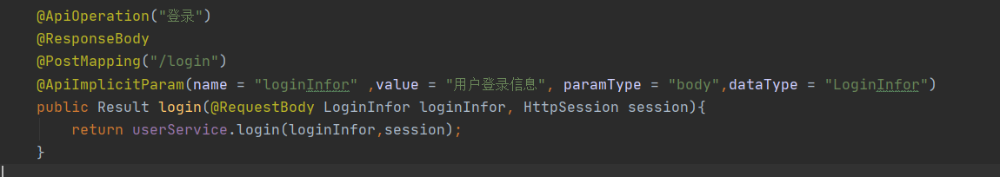 @ApiOperation("登录")
@ResponseBody
@PostMapping("/login")
@ApiImplicitParam(name = "loginInfor" ,value = "用户登录信息", paramType = "body",dataType = "LoginInfor")
public Result login(@RequestBody LoginInfor loginInfor, HttpSession session){
    return userService.login(loginInfor,session);
}